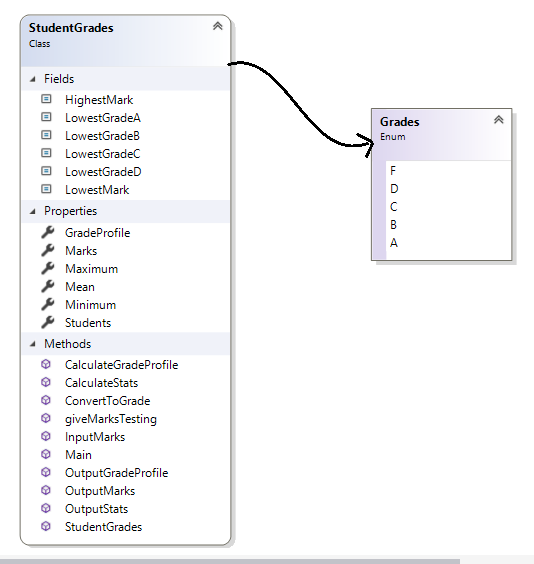 StudentGrades
Class
Fields
HighestMark
LowestGradeA
LowestGradeB
LowestGradeC
LowestGradeD
LowestMark
Properties
GradeProfile
Marks
Maximum
Mean
Minimum
Students
Methods
CalculateGradeProfile
CalculateStats
ConvertToGrade
giveMarksTesting
InputMarks
Main
OutputGradeProfile
OutputMarks
OutputStats
StudentGrades
Grades
Enum
F
D
C
B
A